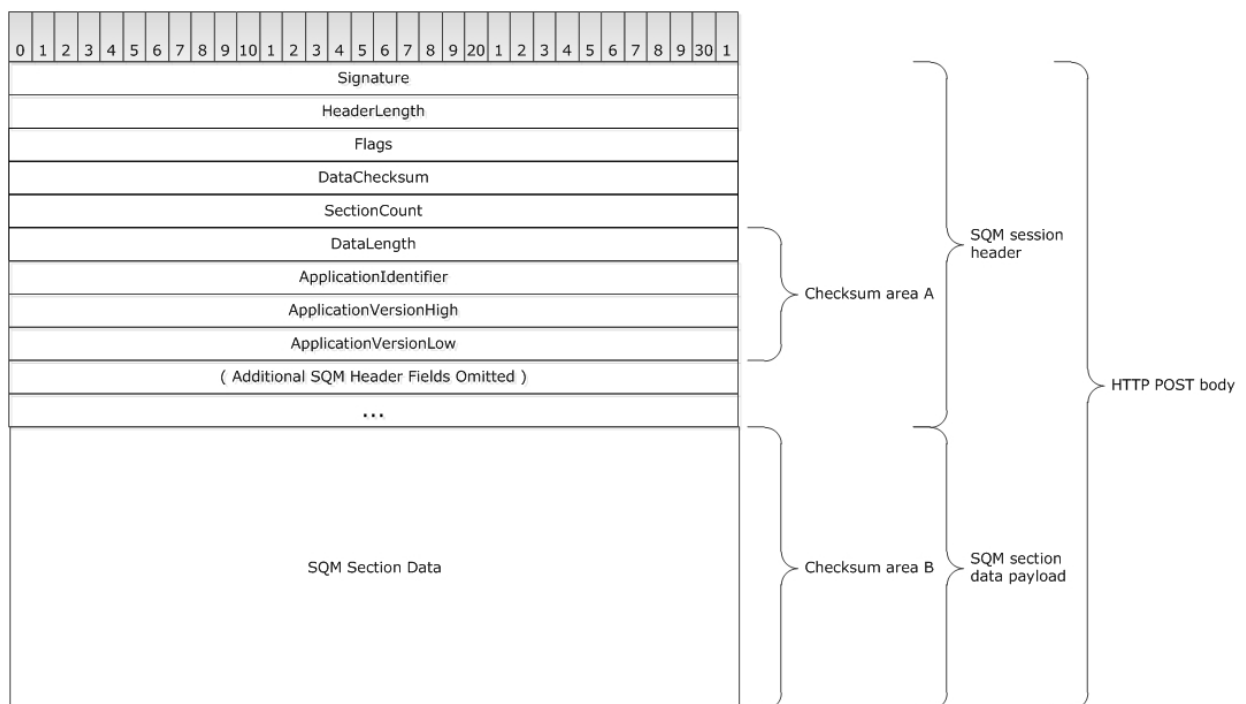 0 1 2 3 4 5 6 7 8 9 10 1 2 3 4 5 6 7 8 9 20 1 2 3 4 5 6 7 8 9 30 1
Signature
HeaderLength
Flags
DataChecksum
SectionCount
DataLength
ApplicationIdentifier
ApplicationVersionHigh
ApplicationVersionLow
( Additional SQM Header Fields Omitted )
...
SQM Section Data
Checksum area A
Checksum area B
SQM session
header
SQM section
data payload
HTTP POST body